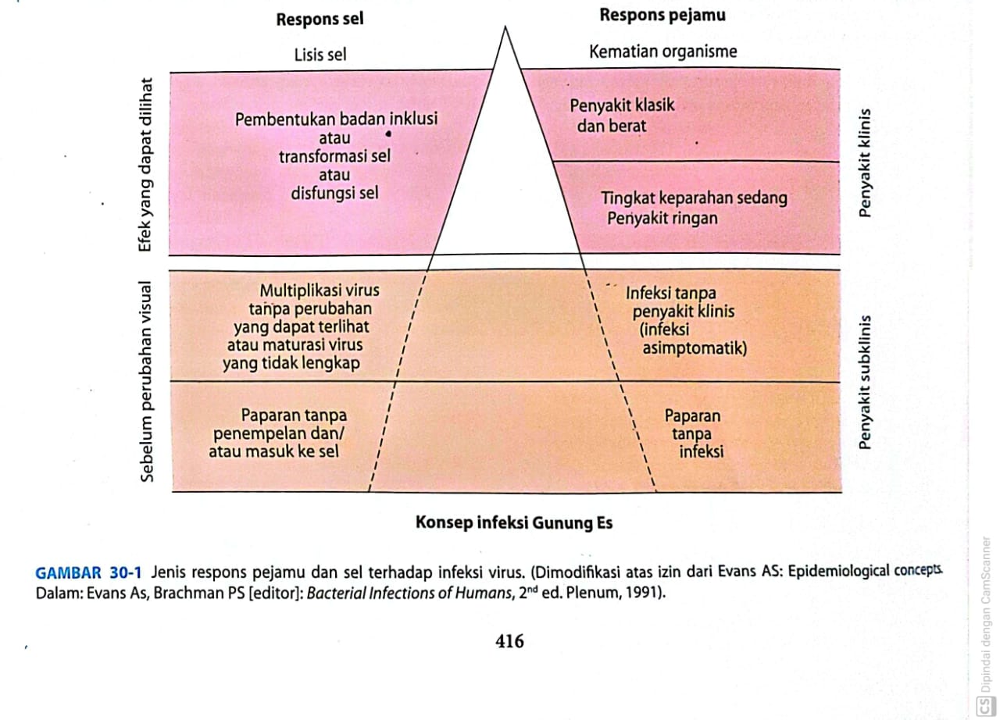 Respons sel
Respons pejamu
Lisis sel
Kematian organisme
Efek yang dapat dilihat
Pembentukan badan inklusi
atau
transformasi sel
atau
disfungsi sel
Penyakit klasik
dan berat
Tingkat keparahan sedang
Penyakit ringan
Penyakit klinis
Sebelum perubahan visual
Multiplikasi virus
tanpa perubahan
yang dapat terlihat
atau maturasi virus
yang tidak lengkap
Infeksi tanpa
penyakit klinis
(infeksi
asimptomatik)
Paparan tanpa
penempelan dan/
atau masuk ke sel
Paparan
tanpa
infeksi
Penyakit subklinis
Konsep infeksi Gunung Es
GAMBAR 30-1 Jenis respons pejamu dan sel terhadap infeksi virus. (Dimodifikasi atas izin dari Evans AS: Epidemiological concepts.
Dalam: Evans As, Brachman PS [editor]: Bacterial Infections of Humans, 2nd ed. Plenum, 1991).
416
CS Dipindai dengan CamScanner